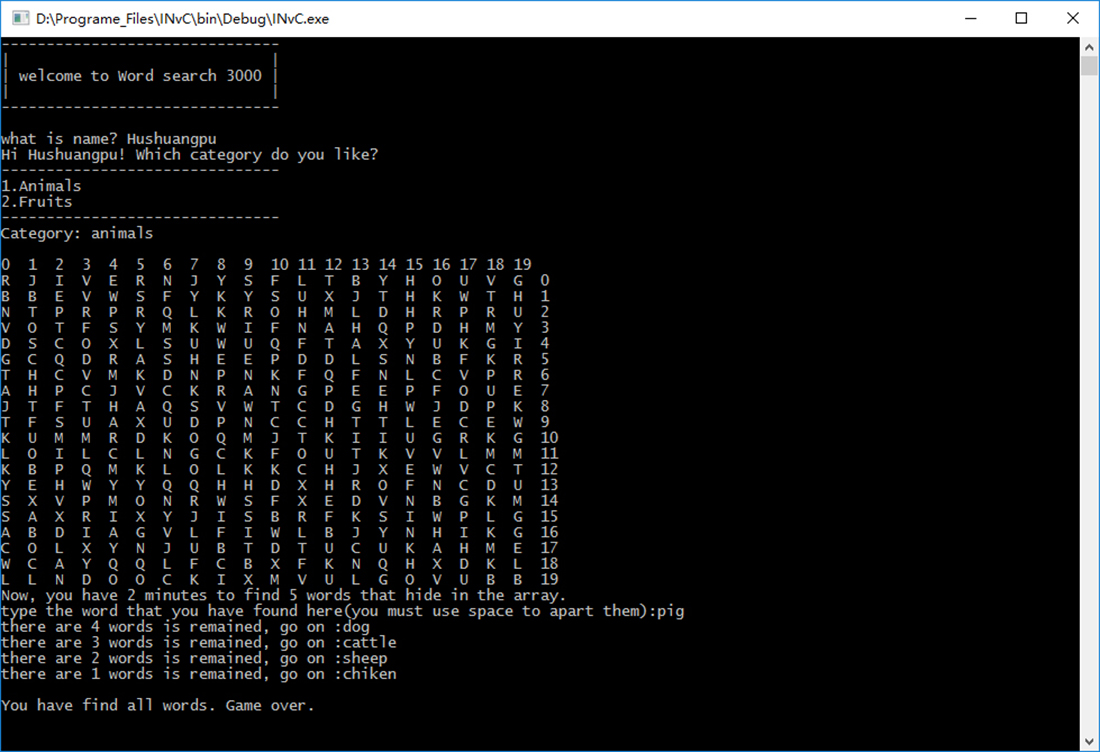 D:\Programe_Files\INvC\bin\Debug\INvC.exe
-------------------------------
|                              |
| welcome to Word search 3000 |
|                              |
-------------------------------
what is name? Hushuangpu
Hi Hushuangpu! Which category do you like?
-------------------------------
1.Animals
2.Fruits
-------------------------------
Category: animals
0 1 2 3 4 5 6 7 8 9 10 11 12 13 14 15 16 17 18 19
R J I V E R N J Y S F L T B Y H O U V G 0
B B E V W S F Y K Y S U X J T H K W T H 1
N T P R P R Q L K R O H M L D H R P R U 2
V O T F S Y M K W I F N A H Q P D H M Y 3
D S C O X L S U W U Q F T A X Y U K G I 4
G C Q D R A S H E E P D D L S N B F K R 5
T H C V M K D N P N K F Q F N L C V P R 6
A H P C J V C K R A N G P E E P F O U E 7
J T F T H A Q S V W T C D G H W J D P K 8
T F S U A X U D P N C C H T T L E C E W 9
K U M M R D K O Q M J T K I I U G R K G 10
L O I L C L N G C K F O U T K V V L M M 11
K B P Q M K L O L K K C H J X E W V C T 12
Y E H W Y Y Q Q H H D X H R O F N C D U 13
S X V P M O N R W S F X E D V N B G K M 14
S A X R I X Y J I S B R F K S I W P L G 15
A B D I A G V L F I W L B J Y N H I K G 16
C O L X Y N J U B T D T U C U K A H M E 17
W C A Y Q Q L F C B X F K N Q H X D K L 18
L L N D O O C K I X M V U L G O V U B B 19
Now, you have 2 minutes to find 5 words that hide in the array.
type the word that you have found here(you must use space to apart them):pig
there are 4 words is remained, go on :dog
there are 3 words is remained, go on :cattle
there are 2 words is remained, go on :sheep
there are 1 words is remained, go on :chiken
You have find all words. Game over.